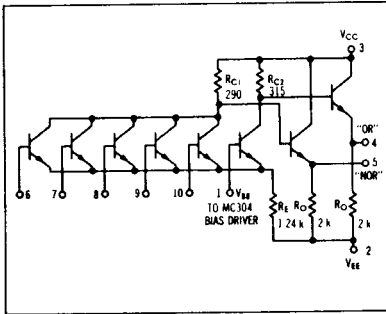 VCC
3
RC1
290
RC2
315
"OR"
4
5
"NOR"
6
7
8
9
10
1
VBB
TO MC304
BIAS DRIVER
RE
1 24 k
RO
2 k
RO
2 k
2
VEE